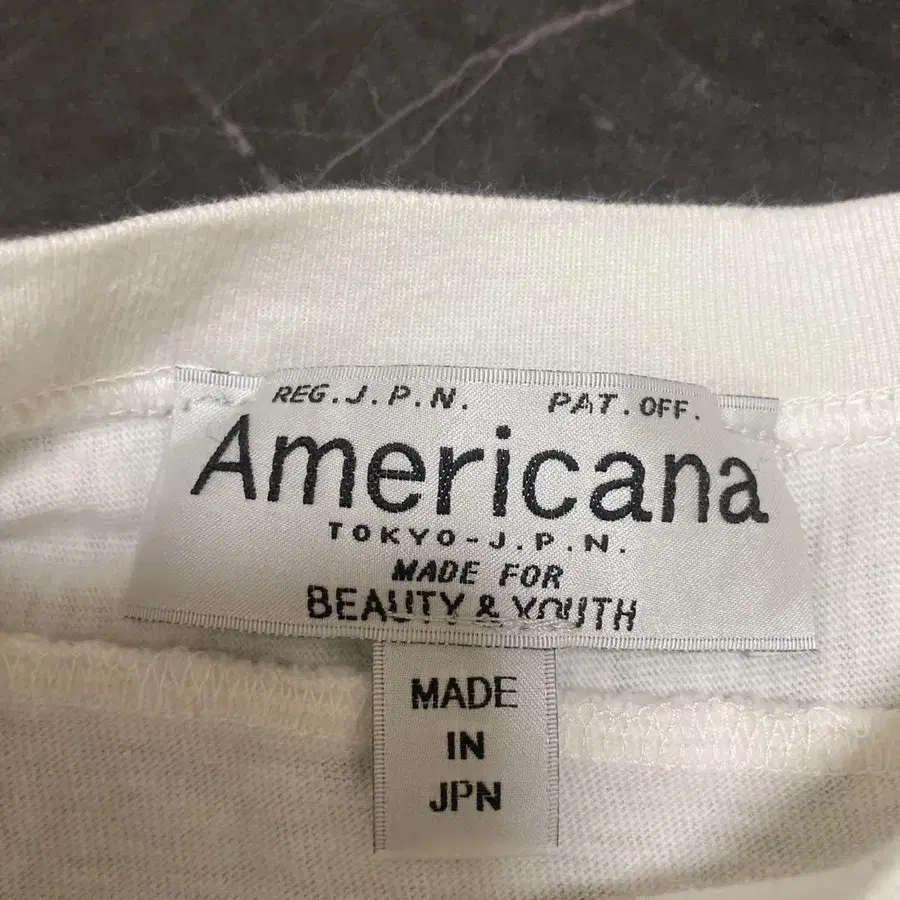 REG.J.P.N. PAT.OFF.
Americana
TOKYO-J.P.N.
MADE FOR
BEAUTY & YOUTH
MADE
IN
JPN